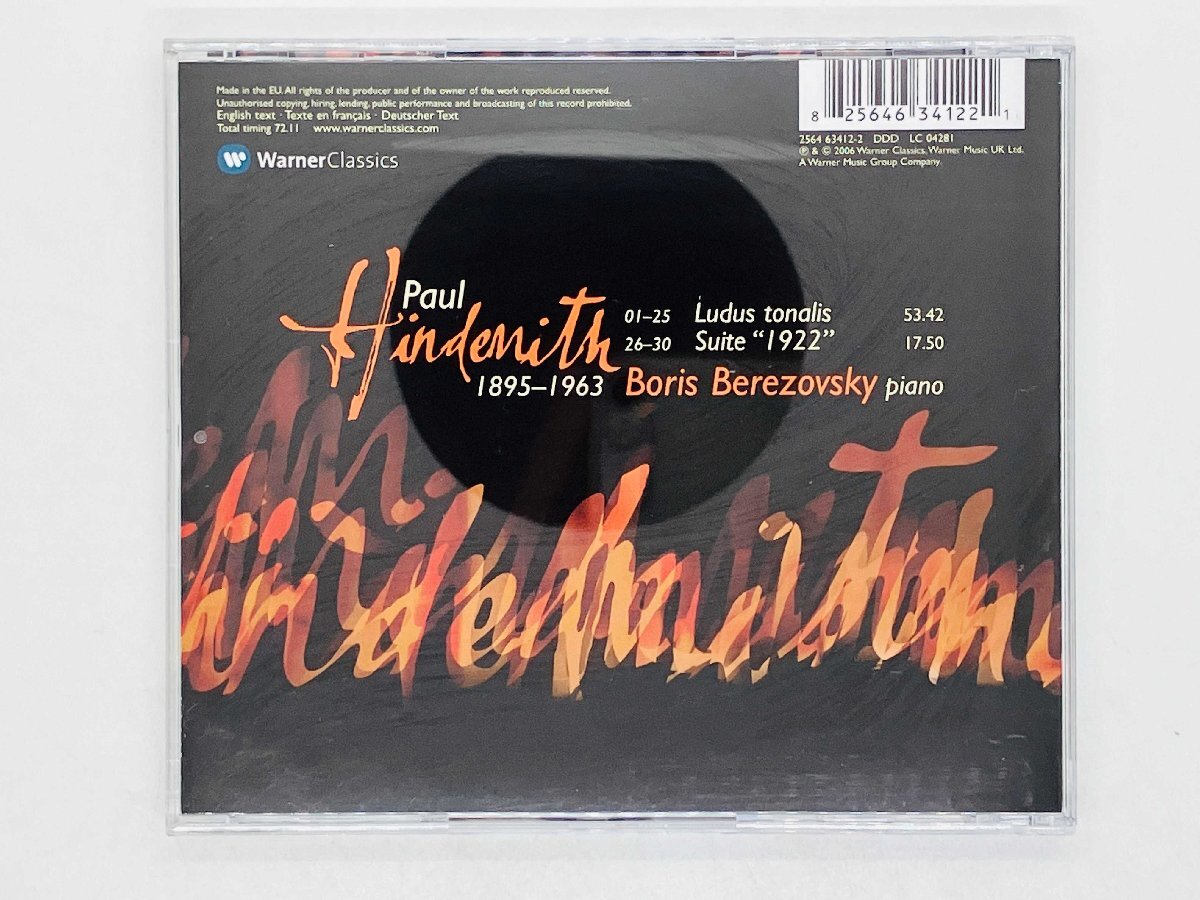 Made in the EU. All rights of the producer and of the owner of the work reproduced reserved.
Unauthorised copying, hiring, lending, public performance and broadcasting of this record prohibited.
English text · Texte en français · Deutscher Text
Total timing 72.11 www.warnerclassics.com
WarnerClassics
8 25646 34122 1
2564 63412-2 DDD LC 04281
℗ & © 2006 Warner Classics, Warner Music UK Ltd.
A Warner Music Group Company
Paul
Hindemith
1895–1963
01–25 Ludus tonalis 53.42
26–30 Suite “1922” 17.50
Boris Berezovsky piano